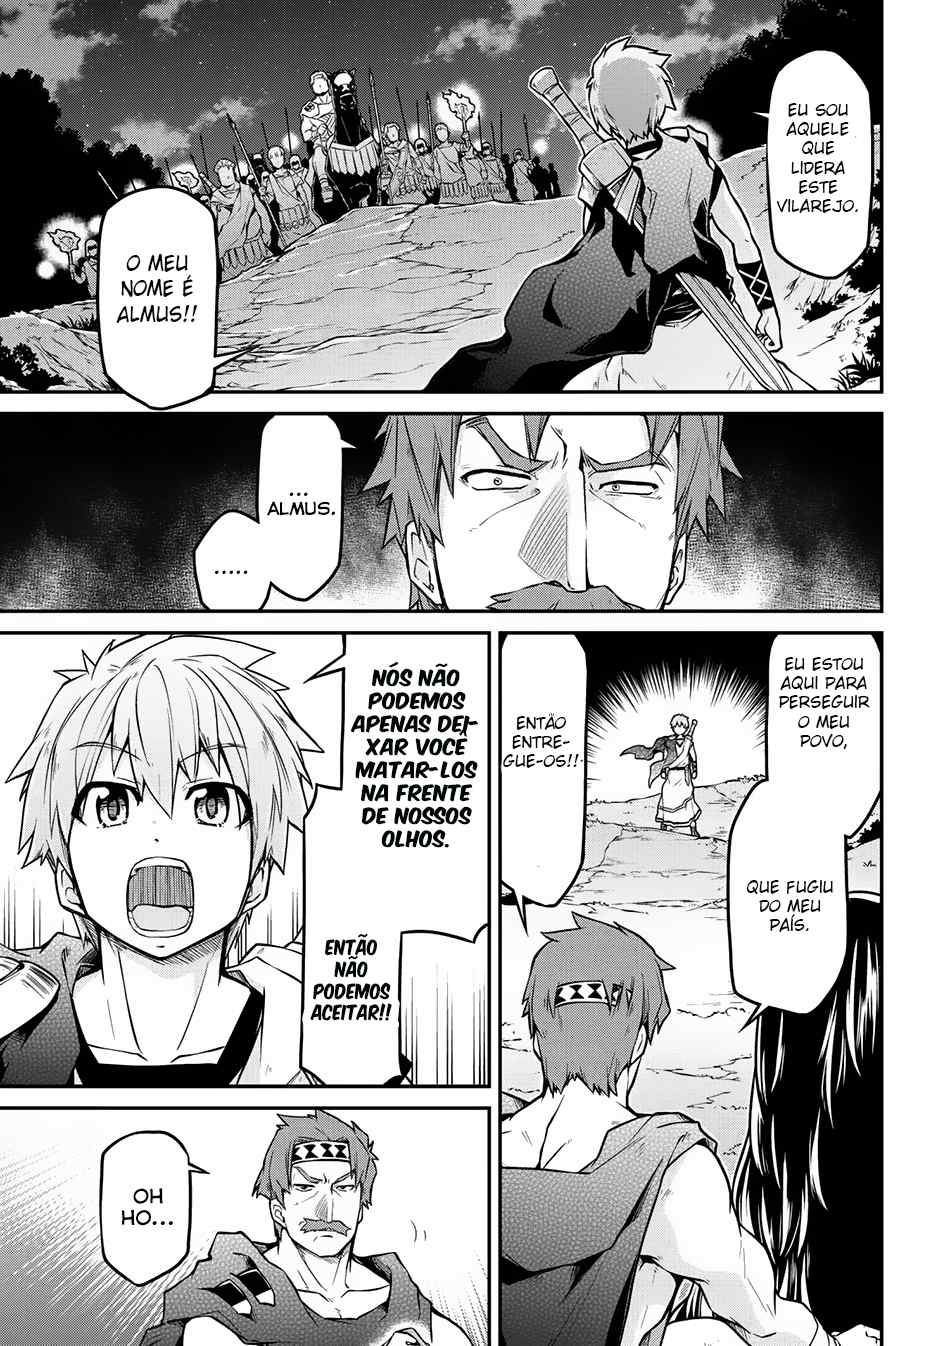 EU SOU
AQUELE
QUE
LIDERA
ESTE
VILAREJO.
O MEU
NOME É
ALMUS!!
...
ALMUS.
.....
EU ESTOU
AQUI PARA
PERSEGUIR
O MEU
POVO,
QUE FUGIU
DO MEU
PAÍS.
ENTÃO
ENTRE-
GUE-OS!!
NÓS NÃO
PODEMOS
APENAS DEI-
XAR VOCÊ
MATAR-LOS
NA FRENTE
DE NOSSOS
OLHOS.
ENTÃO
NÃO
PODEMOS
ACEITAR!!
OH
HO...